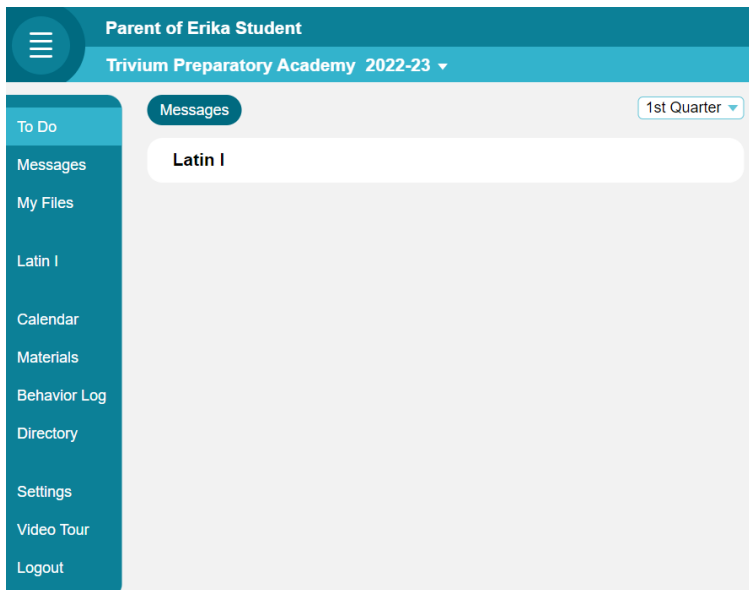 Parent of Erika Student
Trivium Preparatory Academy 2022-23
To Do
Messages
My Files
Latin I
Calendar
Materials
Behavior Log
Directory
Settings
Video Tour
Logout
Messages
1st Quarter
Latin I